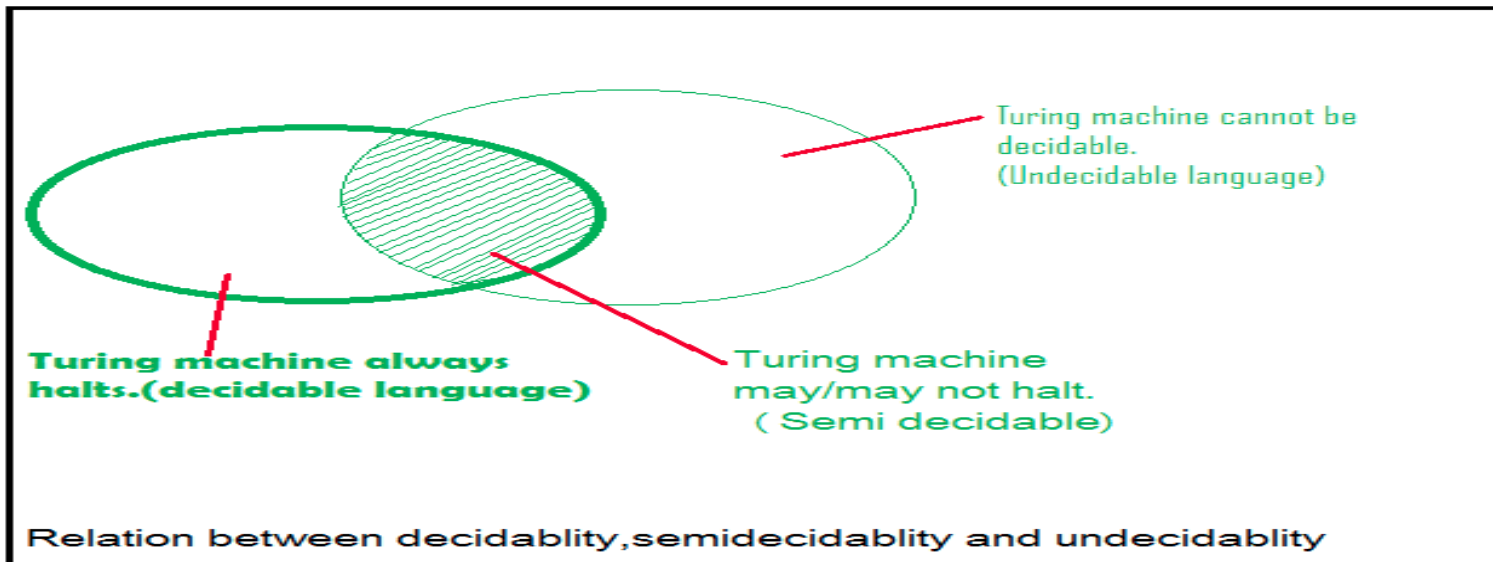 Turing machine cannot be
decidable.
(Undecidable language)
Turing machine always
halts.(decidable language)
Turing machine
may/may not halt.
( Semi decidable)
Relation between decidablity,semidecidablity and undecidablity